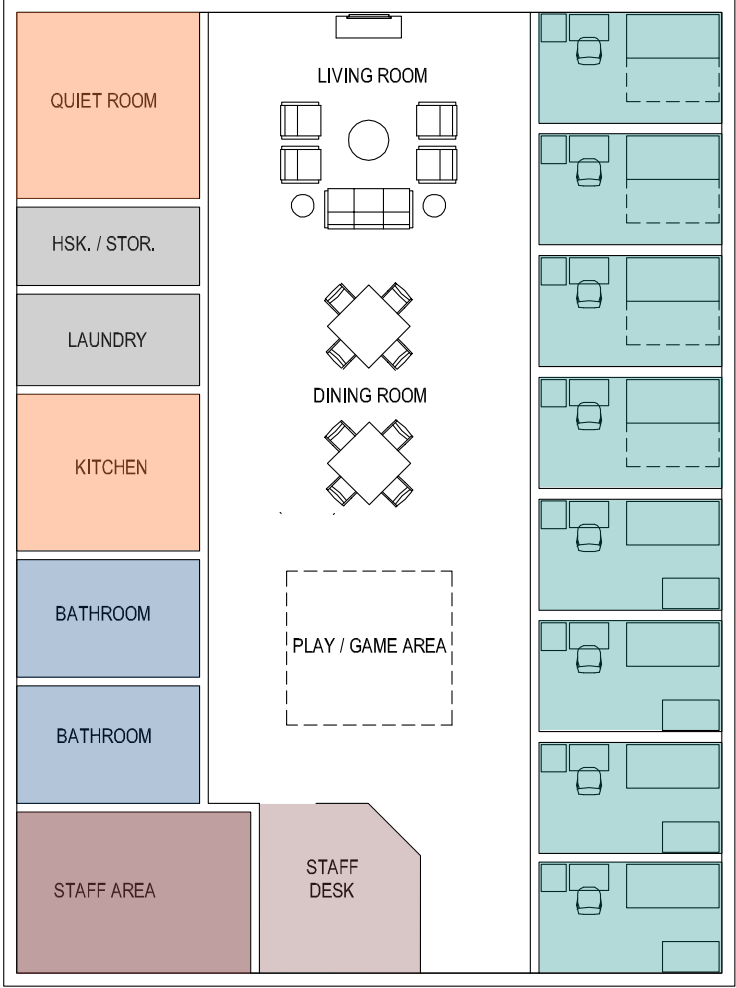 LIVING ROOM
QUIET ROOM
HSK. / STOR.
LAUNDRY
DINING ROOM
KITCHEN
BATHROOM
PLAY / GAME AREA
BATHROOM
STAFF
DESK
STAFF AREA